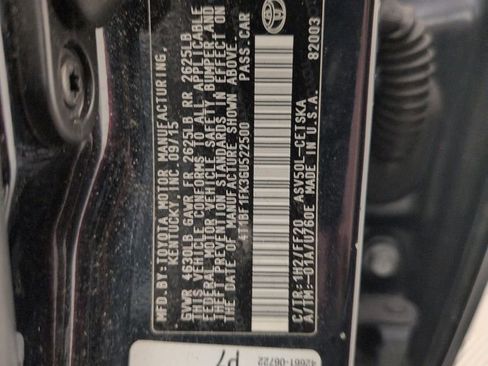 MFD.BY: TOYOTA MOTOR MANUFACTURING,
KENTUCKY, INC. 09/15
GVWR 4630LB GAWR FR 2625LB RR 2625LB
THIS VEHICLE CONFORMS TO ALL APPLICABLE
FEDERAL MOTOR VEHICLE SAFETY, BUMPER AND
THEFT PREVENTION STANDARDS IN EFFECT ON
THE DATE OF MANUFACTURE SHOWN ABOVE.
4T1BF1FK3GU522500 PASS.CAR
C/TR: 1H2/FF20 ASV50L-CETSKA
A/TM: -01A/U760E MADE IN U.S.A. 82003
42661-06722